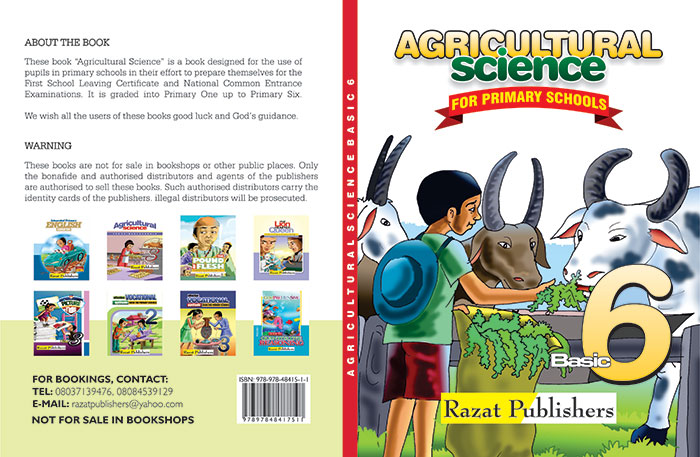 ABOUT THE BOOK
These book “Agricultural Science” is a book designed for the use of
pupils in primary schools in their effort to prepare themselves for the
First School Leaving Certificate and National Common Entrance
Examinations. It is graded into Primary One up to Primary Six.
We wish all the users of these books good luck and God’s guidance.
WARNING
These books are not for sale in bookshops or other public places. Only
the bonafide and authorised distributors and agents of the publishers
are authorised to sell these books. Such authorised distributors carry the
identity cards of the publishers. illegal distributors will be prosecuted.
ENGLISH
Agricultural
Science
POUND
FLESH
Queen
Razat Publishers
VOCATIONAL
3
3
FOR BOOKINGS, CONTACT:
TEL: 08037139476, 08084539129
E-MAIL: razatpublishers@yahoo.com
NOT FOR SALE IN BOOKSHOPS
ISBN: 978-978-48415-1-1
9789784841751
AGRICULTURAL SCIENCE BASIC 6
AGRICULTURAL
science
FOR PRIMARY SCHOOLS
Basic 6
Razat Publishers